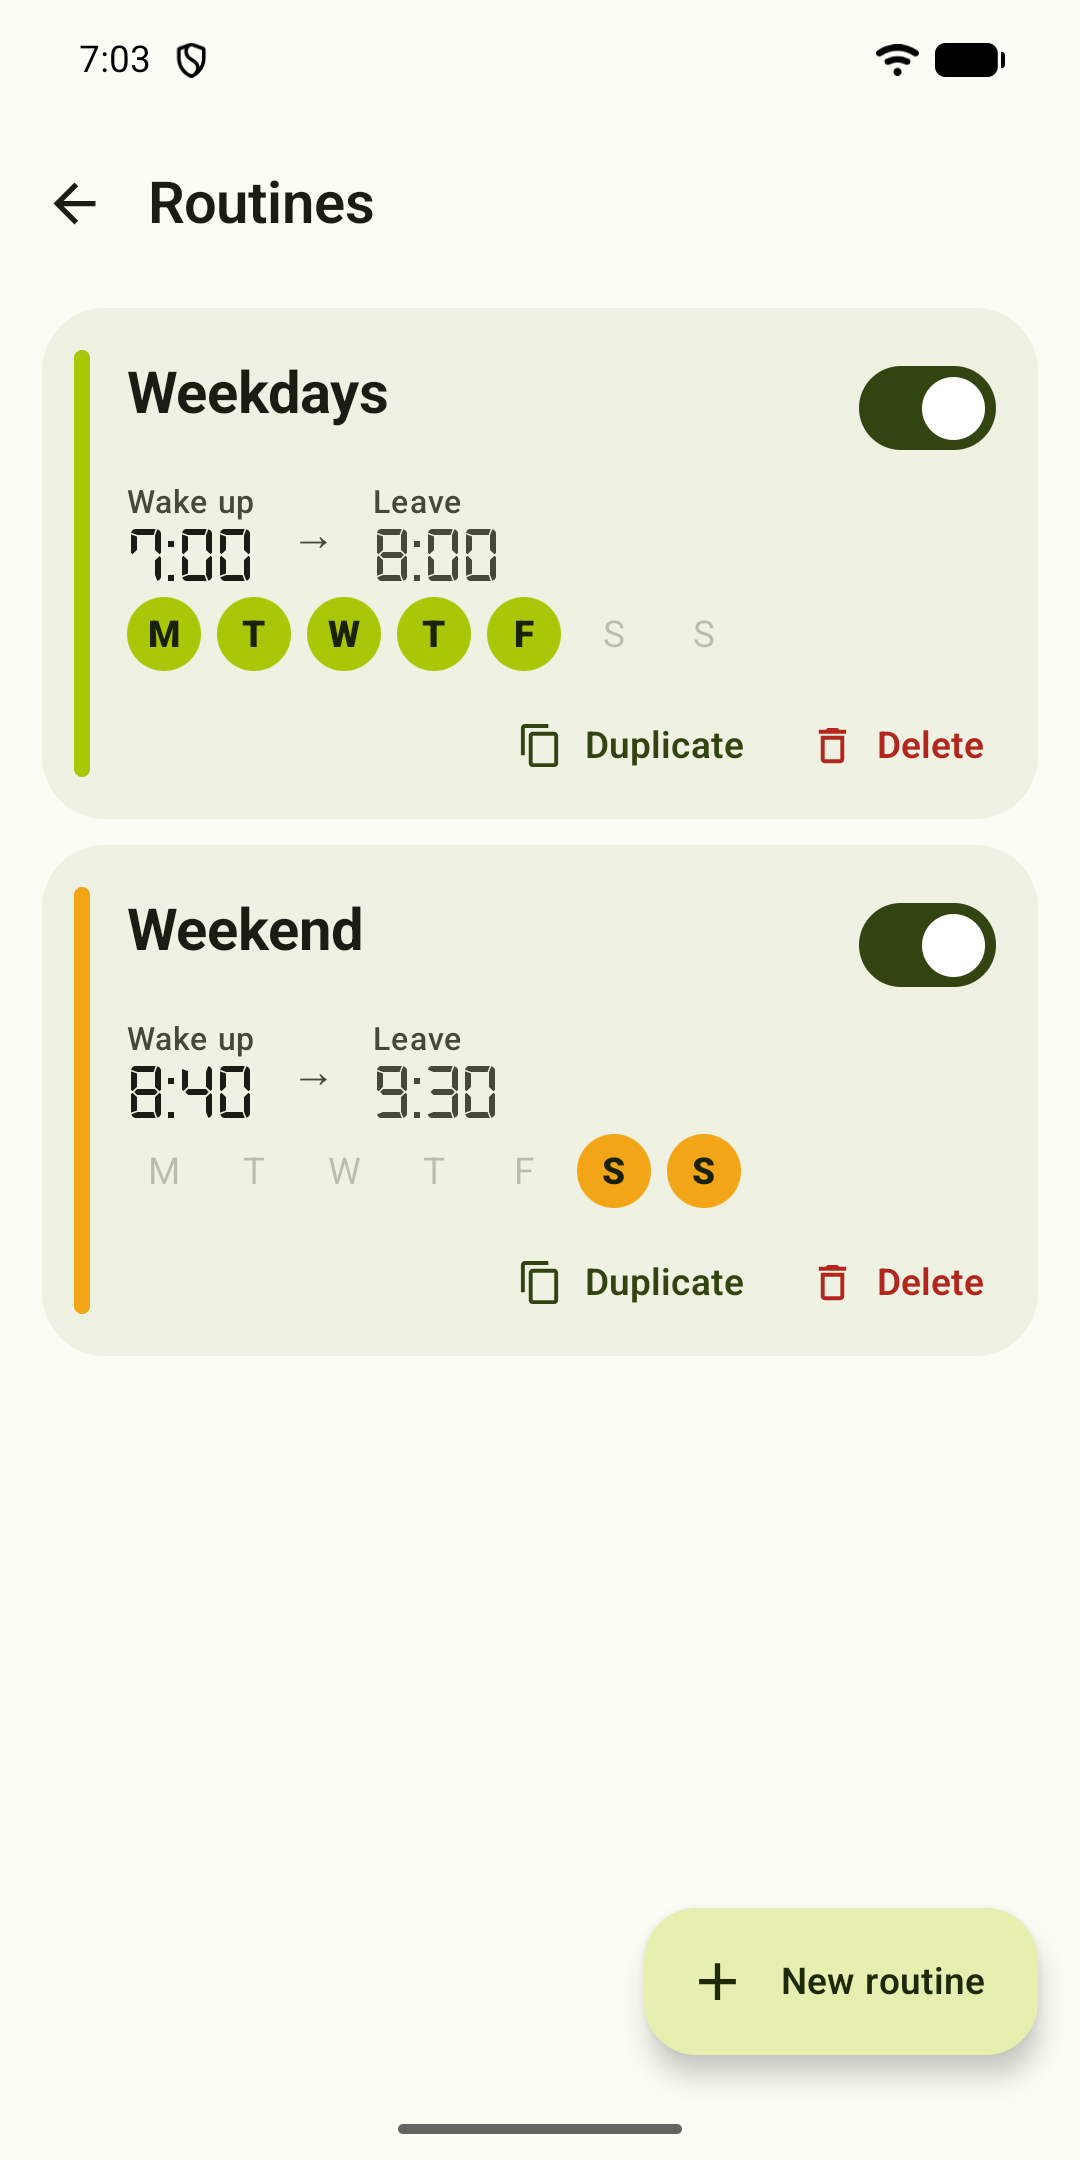 7:03
Routines
Weekdays
Wake up
Leave
7:00 → 8:00
M T W T F S S
Duplicate
Delete
Weekend
Wake up
Leave
8:40 → 9:30
M T W T F S S
Duplicate
Delete
New routine